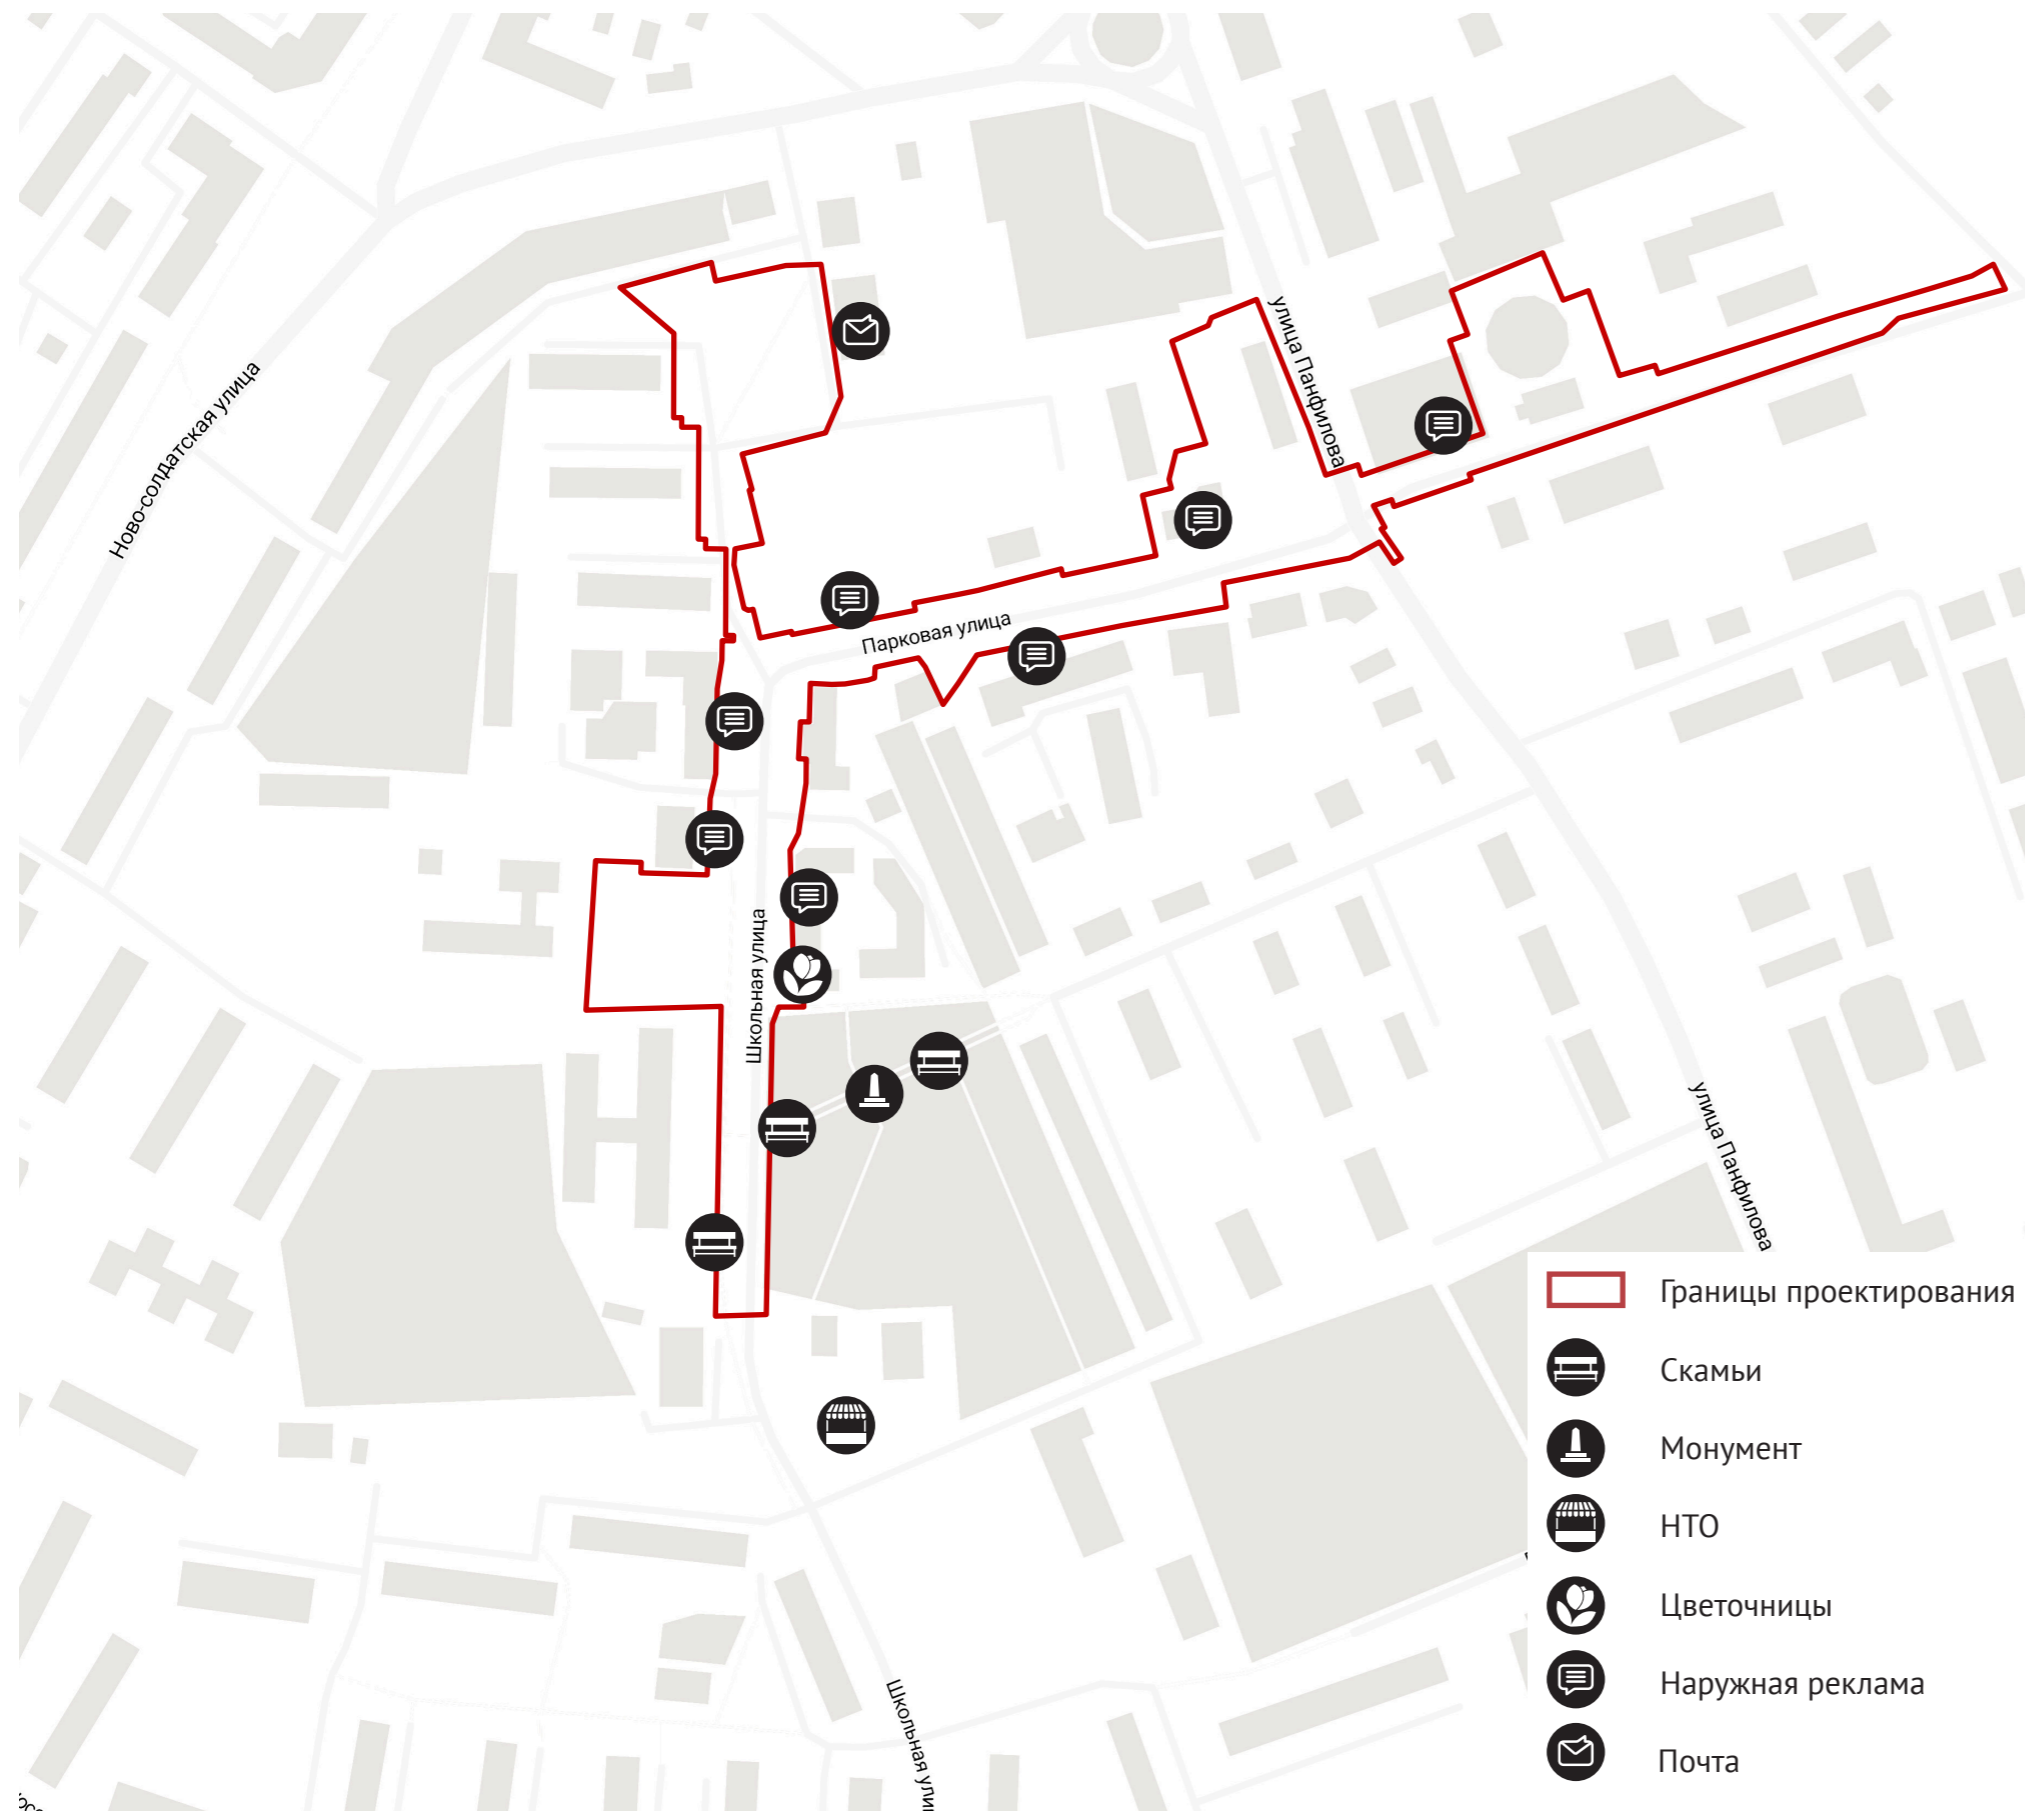 улица Панфилова
Ново-солдатская улица
Парковая улица
Школьная улица
улица Панфилова
Границы проектирования
Скамьи
Монумент
НТО
Цветочницы
Наружная реклама
Почта
Школьная ули